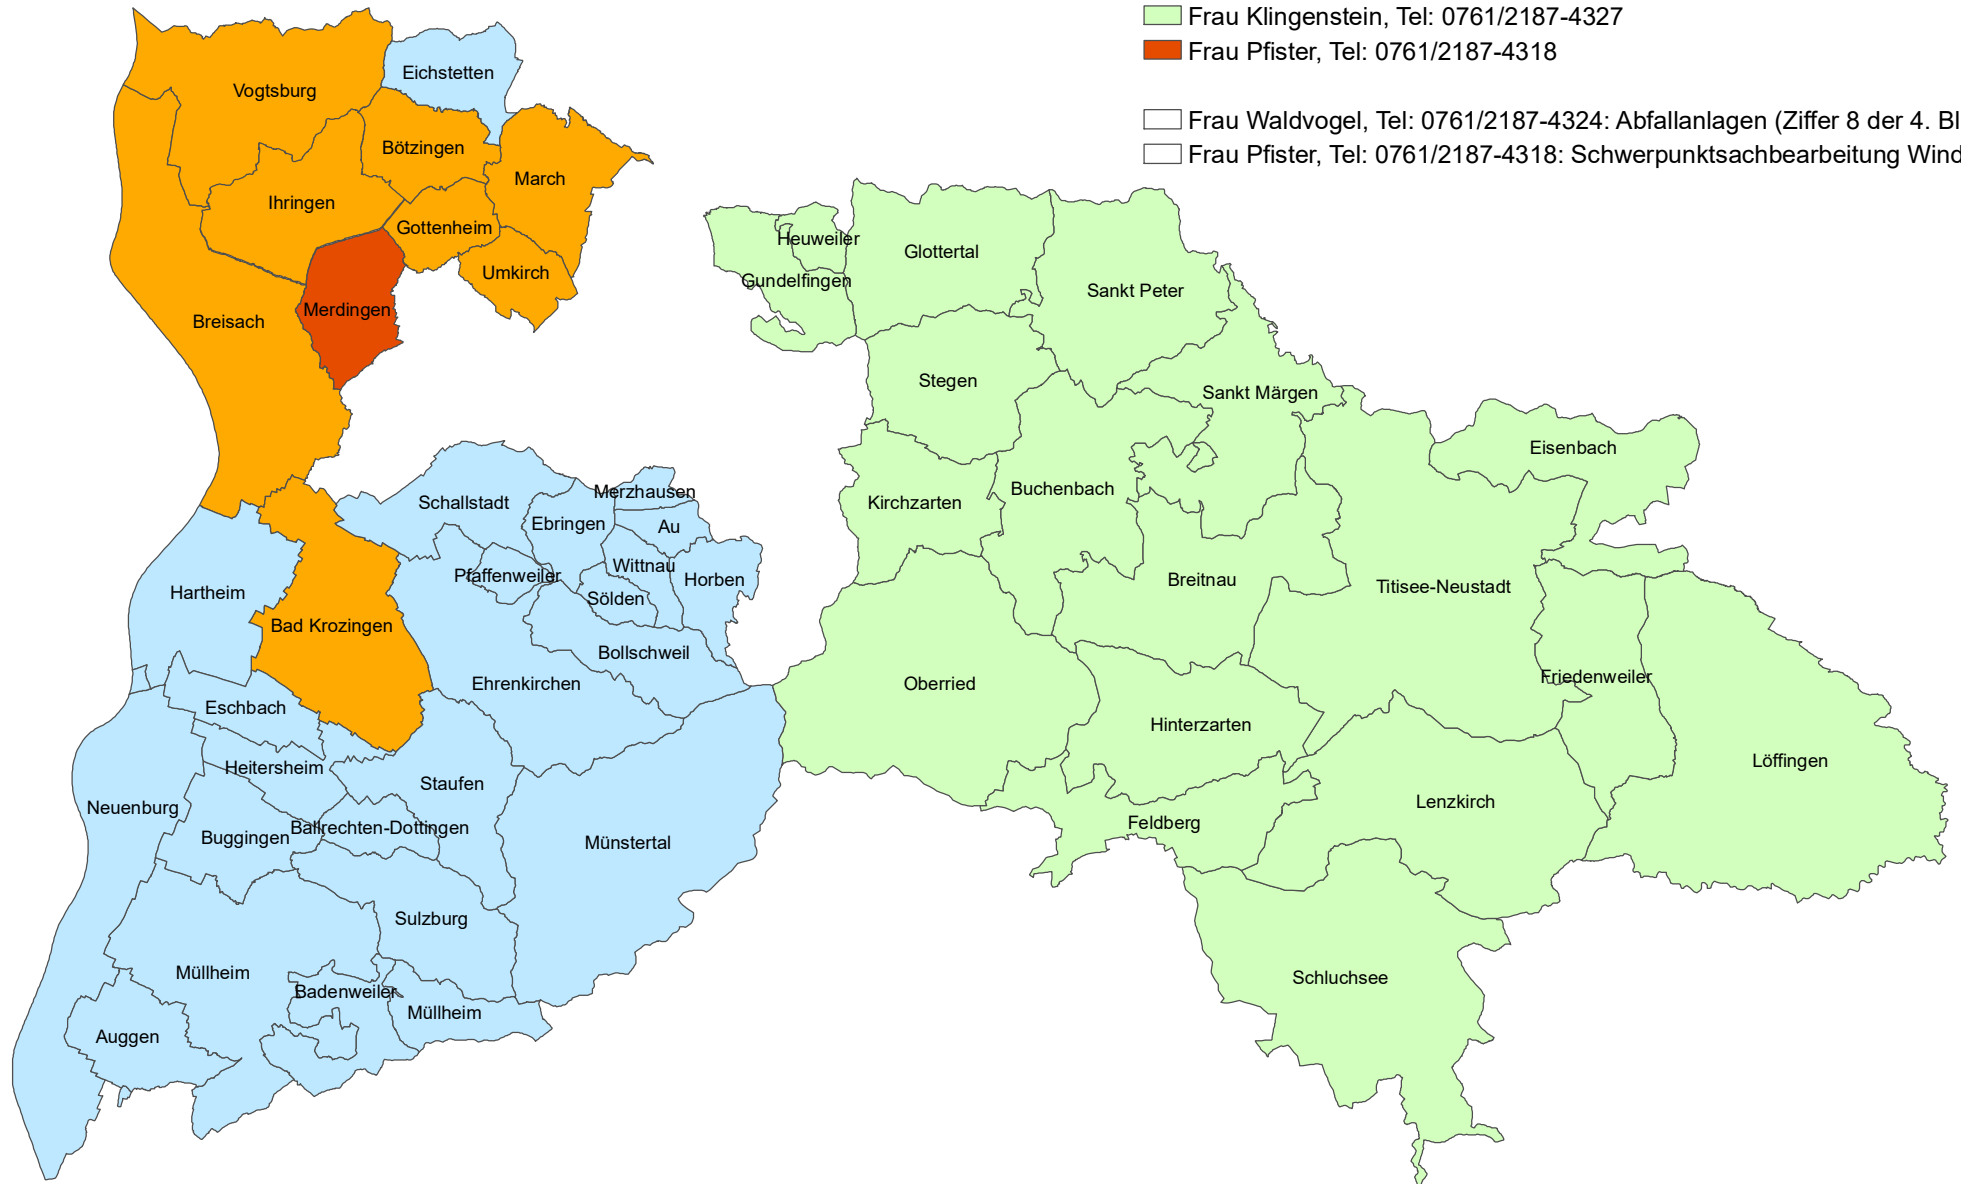 Frau Klingenstein, Tel: 0761/2187-4327
Frau Pfister, Tel: 0761/2187-4318
Frau Waldvogel, Tel: 0761/2187-4324: Abfallanlagen (Ziffer 8 der 4. Bl
Frau Pfister, Tel: 0761/2187-4318: Schwerpunktsachbearbeitung Wind
Eichstetten
Vogtsburg
Bötzingen
March
Ihringen
Gottenheim
Umkirch
Merdingen
Breisach
Heuweiler
Glottertal
Gundelfingen
Sankt Peter
Stegen
Sankt Märgen
Eisenbach
Kirchzarten
Buchenbach
Breitnau
Titisee-Neustadt
Friedenweiler
Oberried
Hinterzarten
Löffingen
Lenzkirch
Feldberg
Schluchsee
Schallstadt
Merzhausen
Ebringen
Au
Pfaffenweiler
Wittnau
Horben
Sölden
Hartheim
Bad Krozingen
Bollschweil
Ehrenkirchen
Eschbach
Heitersheim
Staufen
Neuenburg
Buggingen
Ballrechten-Dottingen
Münstertal
Sulzburg
Müllheim
Badenweiler
Müllheim
Auggen